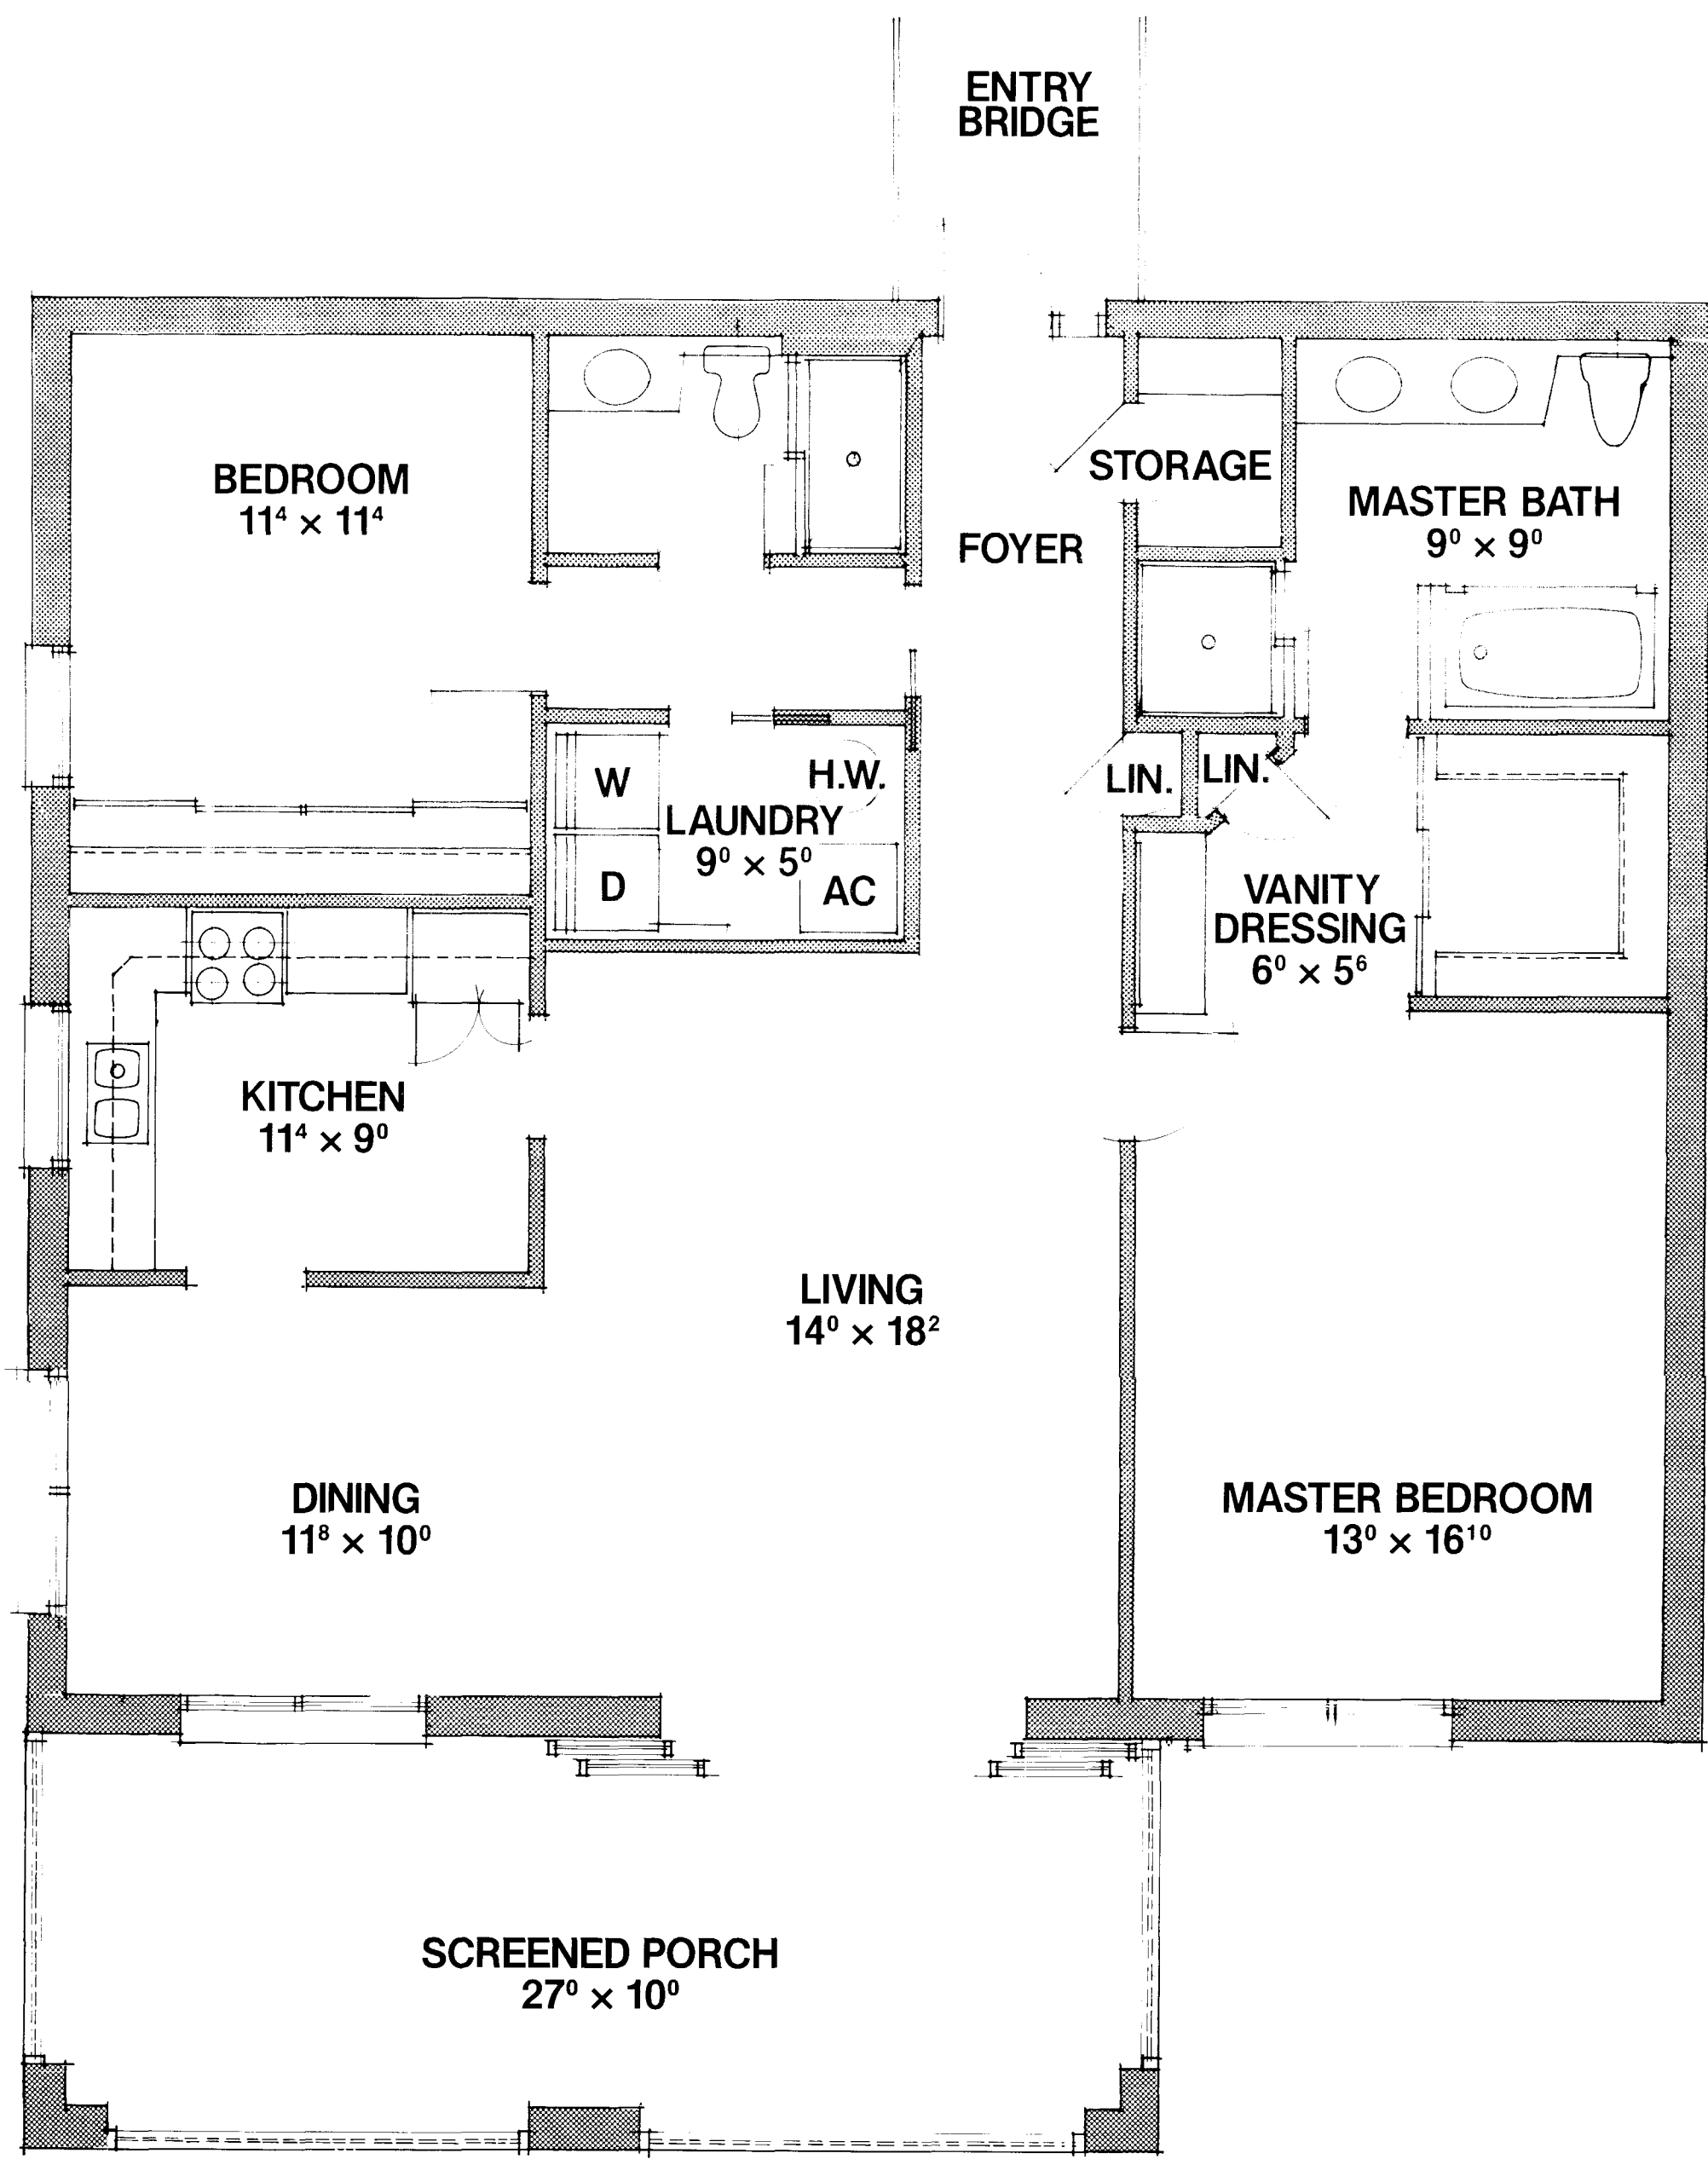 ENTRY
BRIDGE
BEDROOM
11⁴ × 11⁴
STORAGE
MASTER BATH
9⁰ × 9⁰
FOYER
W
H.W.
LIN.
LIN.
LAUNDRY
9⁰ × 5⁰
D
AC
VANITY
DRESSING
6⁰ × 5⁶
KITCHEN
11⁴ × 9⁰
LIVING
14⁰ × 18²
DINING
11⁸ × 10⁰
MASTER BEDROOM
13⁰ × 16¹⁰
SCREENED PORCH
27⁰ × 10⁰